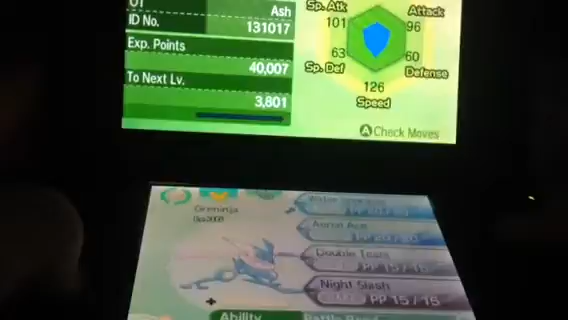 OT
Ash
ID No.
131017
Exp. Points
40,007
To Next Lv.
3,801
Sp. Atk
101
Attack
96
63
Sp. Def
60
Defense
126
Speed
A Check Moves
Greninja
Aerial Ace
Double Team
PP 15/15
Night Slash
PP 15/15
Ability
Battle Bond